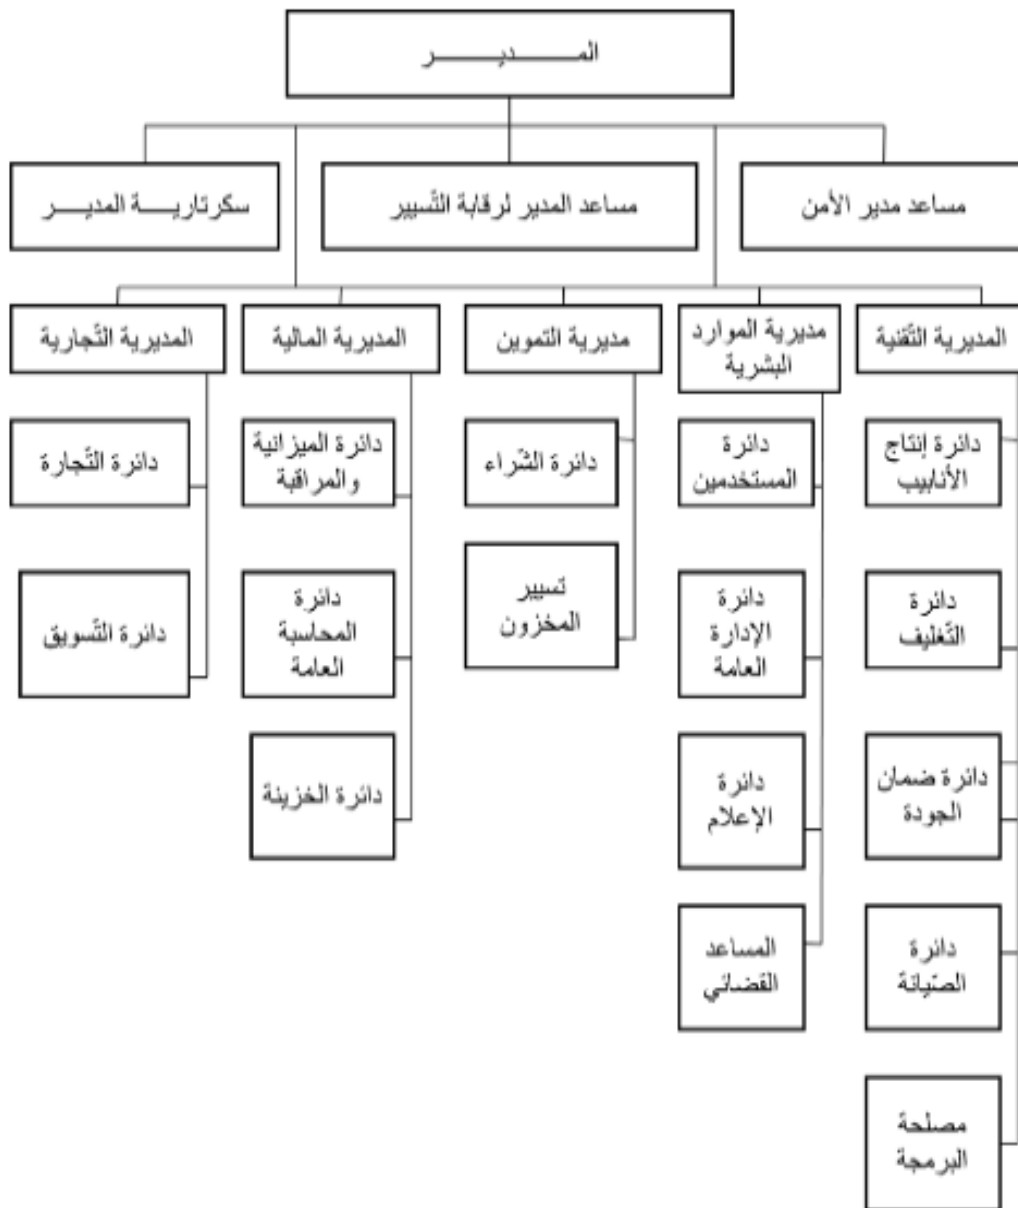 المـــــديـــــــر
مساعد مدير الأمن
مساعد المدير لرقابة التّسيير
سكرتاريـــة المديـــر
المديرية التّقنية
مديرية الموارد
البشرية
مديرية التموين
المديرية المالية
المديرية التّجارية
دائرة إنتاج
الأنابيب
دائرة
المستخدمين
دائرة الشّراء
دائرة الميزانية
والمراقبة
دائرة التّجارة
دائرة
التّغليف
دائرة
الإدارة
العامة
تسيير
المخزون
دائرة
المحاسبة
العامة
دائرة التّسويق
دائرة ضمان
الجودة
دائرة
الإعلام
دائرة الخزينة
دائرة
الصّيانة
المساعد
القضائي
مصلحة
البرمجة